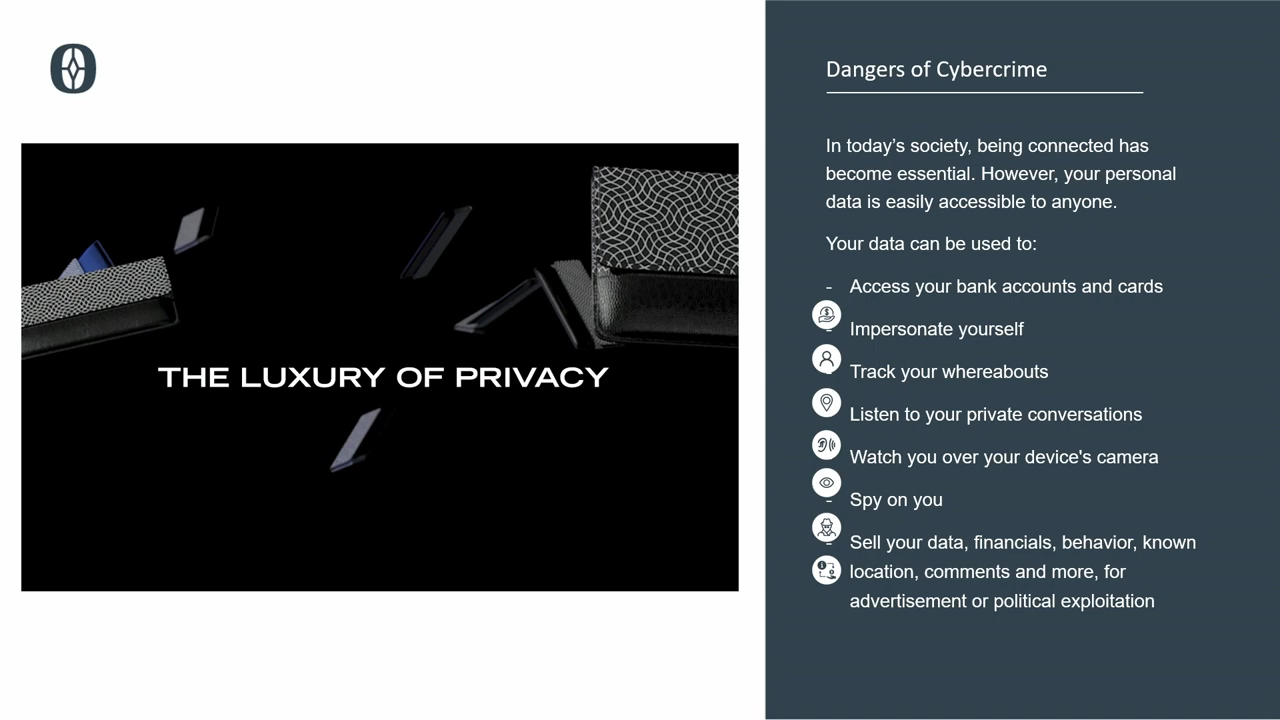 THE LUXURY OF PRIVACY
Dangers of Cybercrime
In today’s society, being connected has
become essential. However, your personal
data is easily accessible to anyone.
Your data can be used to:
- Access your bank accounts and cards
- Impersonate yourself
- Track your whereabouts
Listen to your private conversations
Watch you over your device's camera
- Spy on you
- Sell your data, financials, behavior, known
location, comments and more, for
advertisement or political exploitation